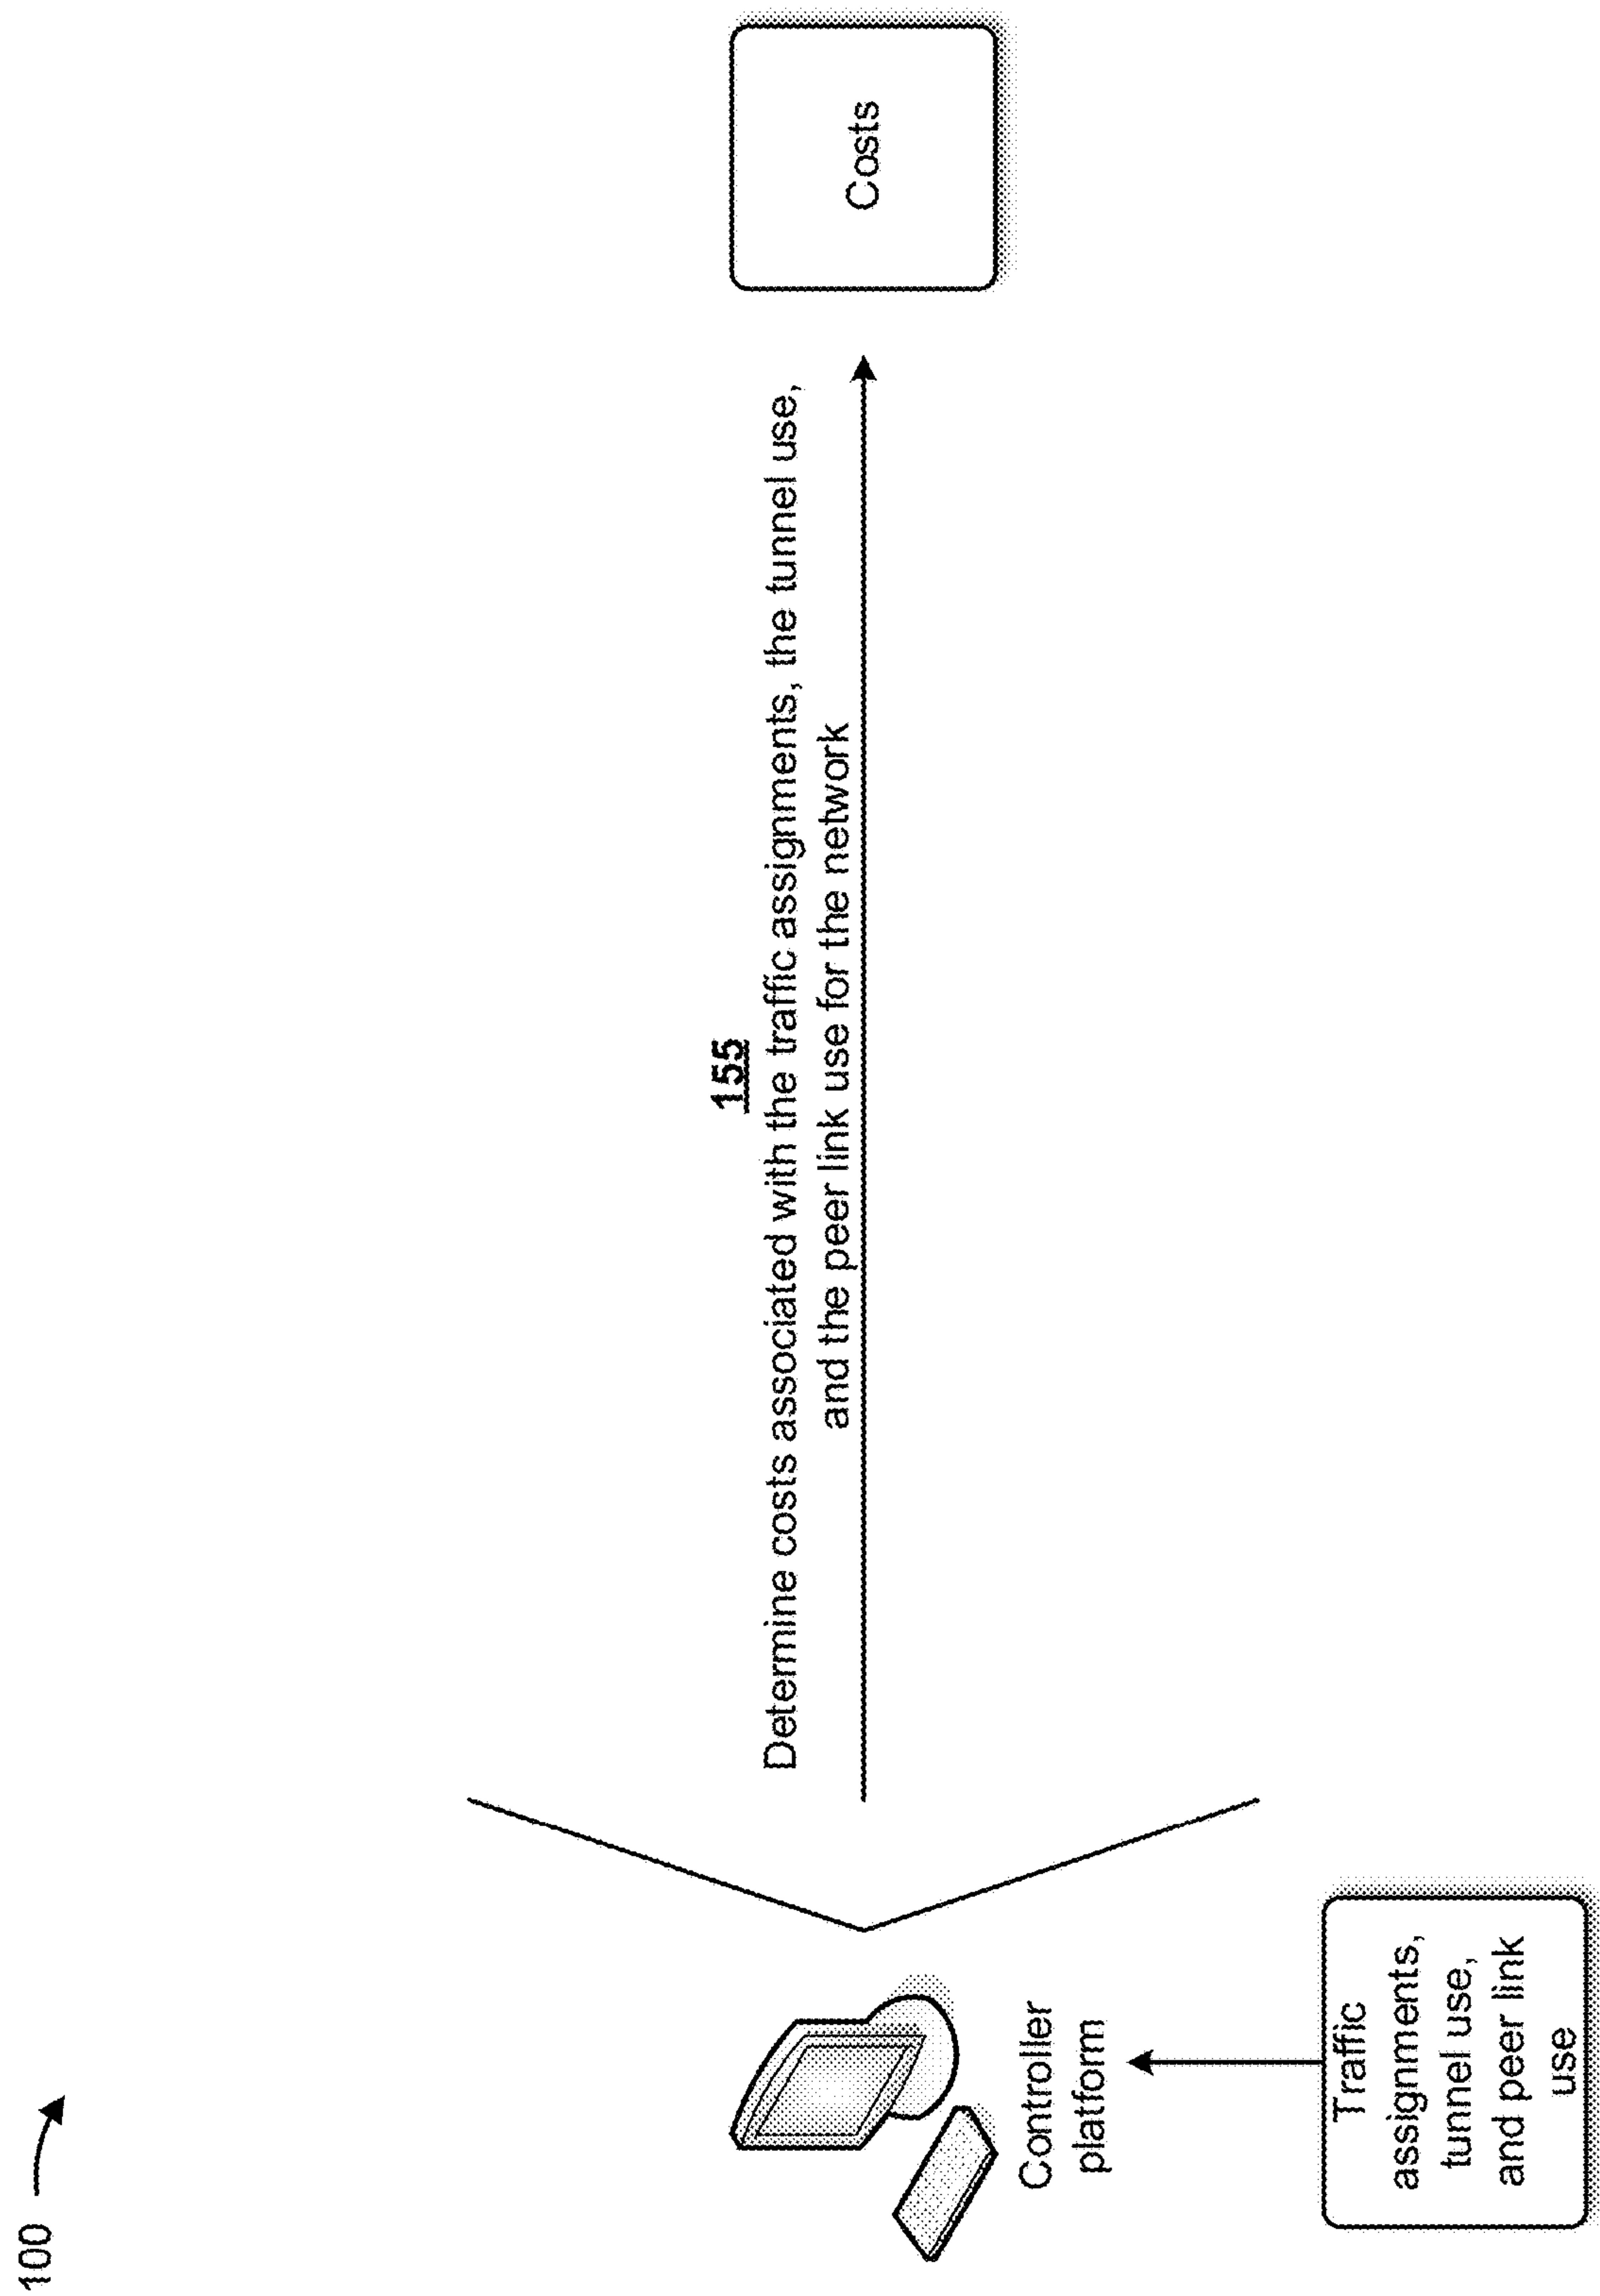 100
155
Determine costs associated with the traffic assignments, the tunnel use,
and the peer link use for the network
Costs
Controller
platform
Traffic
assignments,
tunnel use,
and peer link
use